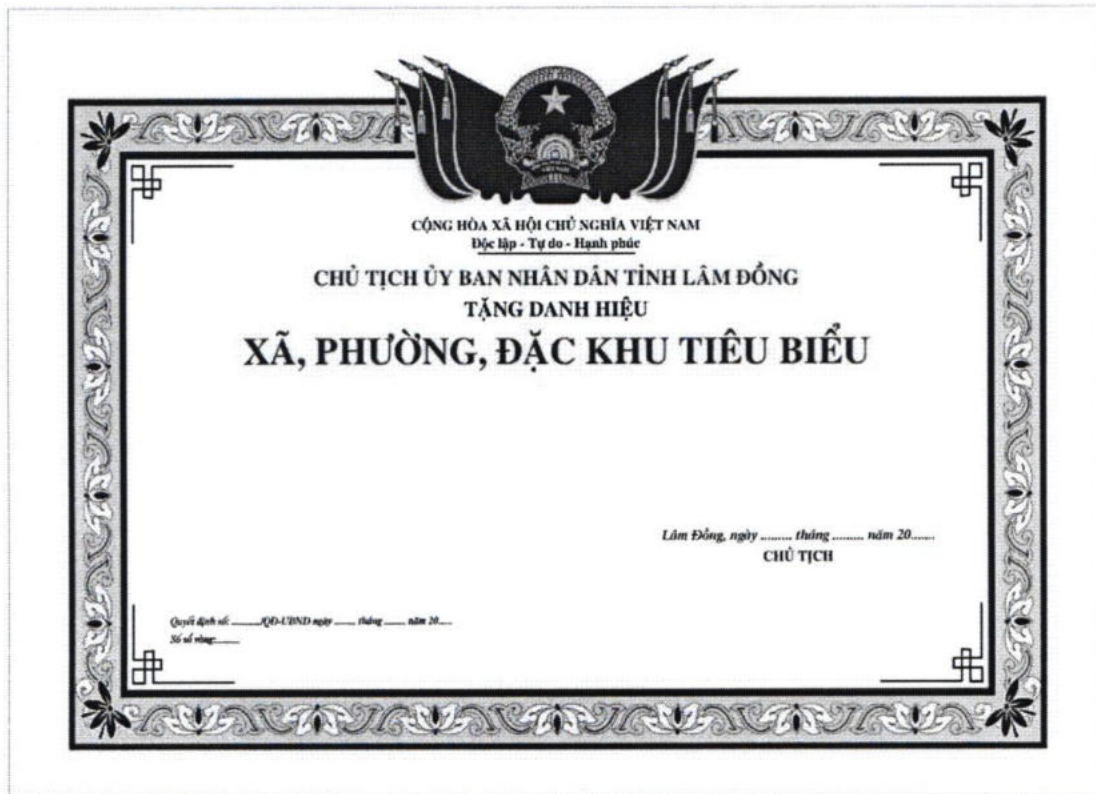 VIỆT NAM
CỘNG HÒA XÃ HỘI CHỦ NGHĨA VIỆT NAM
Độc lập - Tự do - Hạnh phúc
CHỦ TỊCH ỦY BAN NHÂN DÂN TỈNH LÂM ĐỒNG
TẶNG DANH HIỆU
XÃ, PHƯỜNG, ĐẶC KHU TIÊU BIỂU
Lâm Đồng, ngày ......... tháng ......... năm 20.......
CHỦ TỊCH
Quyết định số: ........../QĐ-UBND ngày ...... tháng ...... năm 20.....
Số sổ vàng:.......